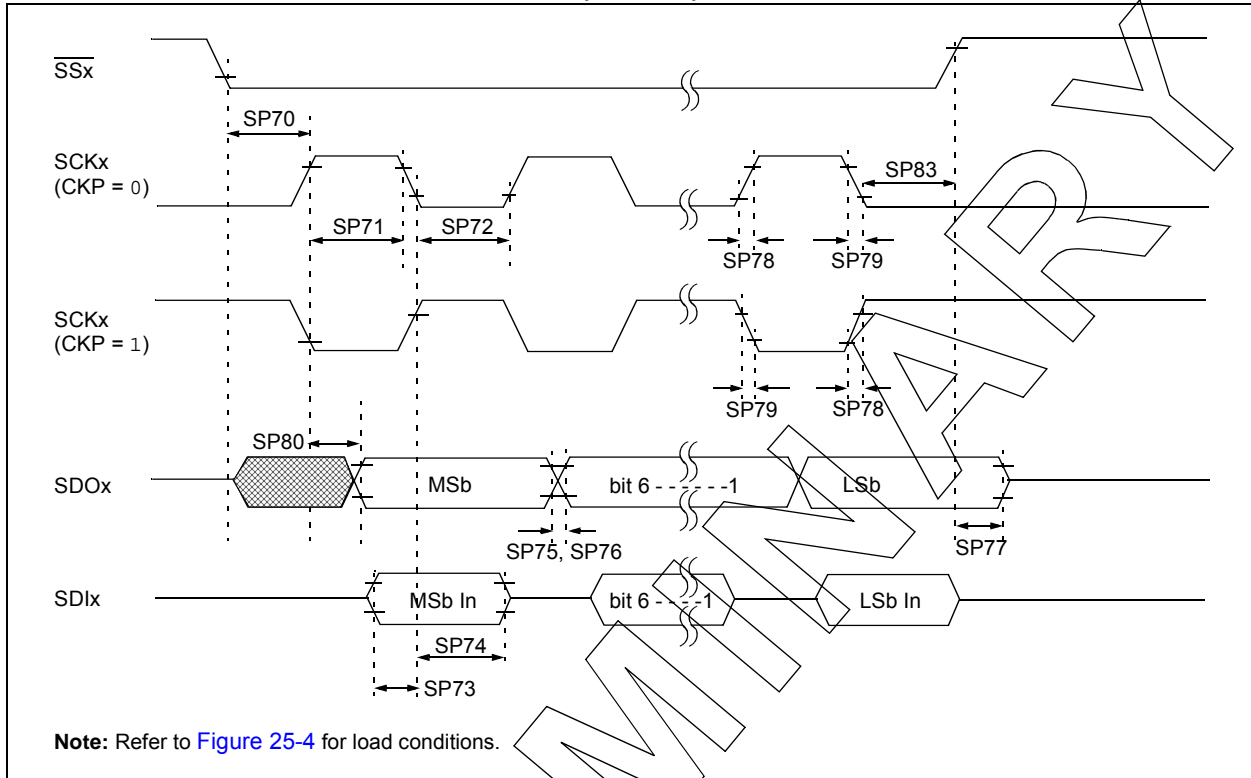 SSx
SP70
SCKx
(CKP = 0)
SP83
SP71
SP72
SP78
SP79
SCKx
(CKP = 1)
SP79
SP78
SP80
SDOx
MSb
bit 6 - - - - - -1
LSb
SP75, SP76
SP77
SDIx
MSb In
bit 6 - - - -1
LSb In
SP74
SP73
Note: Refer to Figure 25-4 for load conditions.
MINARY